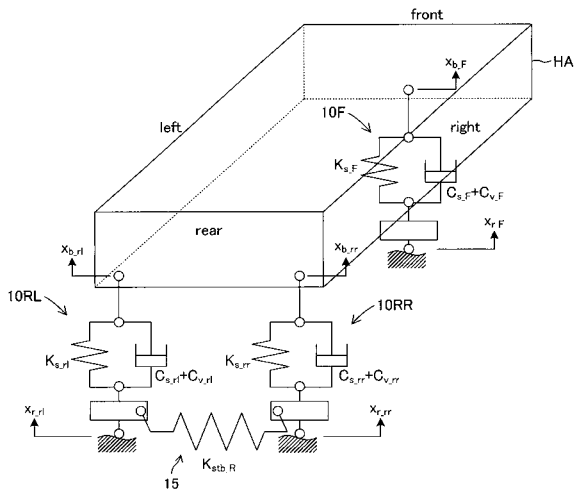 front
HA
x_b_F
left
10F
right
K_s_F
C_s_F+C_v_F
rear
x_r_F
x_b_rl
x_b_rr
10RL
10RR
K_s_rl
C_s_rl+C_v_rl
K_s_rr
C_s_rr+C_v_rr
x_r_rl
x_r_rr
K_stb_R
15